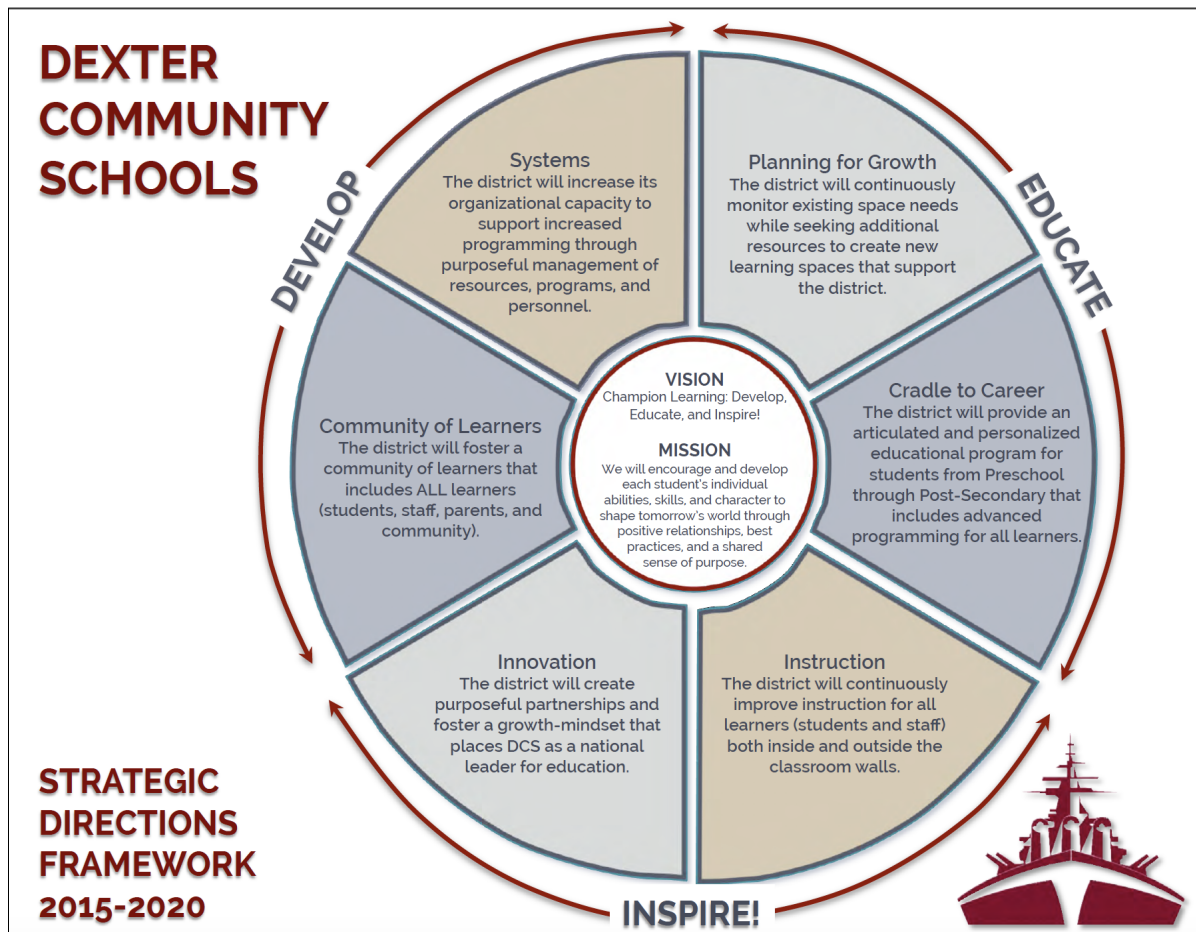 DEXTER
COMMUNITY
SCHOOLS
DEVELOP
EDUCATE
Systems
The district will increase its
organizational capacity to
support increased
programming through
purposeful management of
resources, programs, and
personnel.
Planning for Growth
The district will continuously
monitor existing space needs
while seeking additional
resources to create new
learning spaces that support
the district.
Community of Learners
The district will foster a
community of learners that
includes ALL learners
(students, staff, parents, and
community).
VISION
Champion Learning: Develop,
Educate, and Inspire!
MISSION
We will encourage and develop
each student's individual
abilities, skills, and character to
shape tomorrow's world through
positive relationships, best
practices, and a shared
sense of purpose.
Cradle to Career
The district will provide an
articulated and personalized
educational program for
students from Preschool
through Post-Secondary that
includes advanced
programming for all learners.
Innovation
The district will create
purposeful partnerships and
foster a growth-mindset that
places DCS as a national
leader for education.
Instruction
The district will continuously
improve instruction for all
learners (students and staff)
both inside and outside the
classroom walls.
STRATEGIC
DIRECTIONS
FRAMEWORK
2015-2020
INSPIRE!